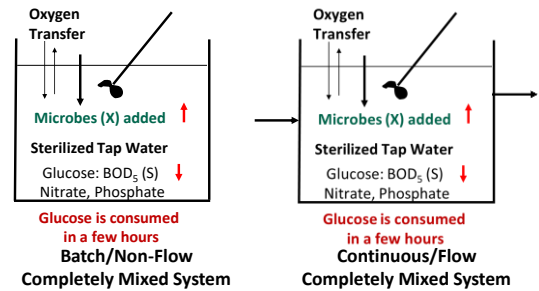 Oxygen
Transfer
Microbes (X) added
Sterilized Tap Water
Glucose: BOD₅ (S)
Nitrate, Phosphate
Glucose is consumed
in a few hours
Batch/Non-Flow
Completely Mixed System
Oxygen
Transfer
Microbes (X) added
Sterilized Tap Water
Glucose: BOD₅ (S)
Nitrate, Phosphate
Glucose is consumed
in a few hours
Continuous/Flow
Completely Mixed System